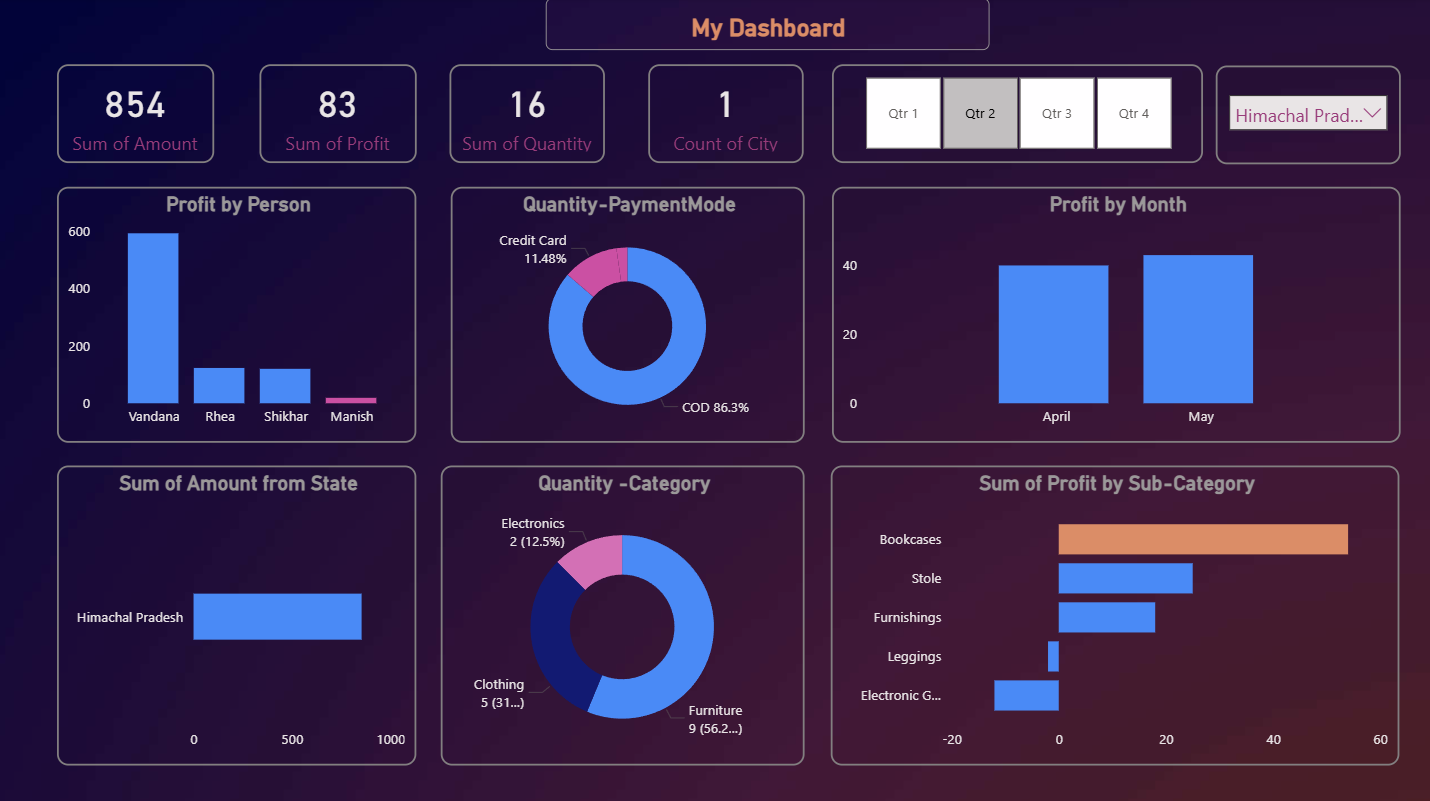 My Dashboard
854
Sum of Amount
83
Sum of Profit
16
Sum of Quantity
1
Count of City
Qtr 1
Qtr 2
Qtr 3
Qtr 4
Himachal Prad...
Profit by Person
600
400
200
0
Vandana
Rhea
Shikhar
Manish
Quantity-PaymentMode
Credit Card
11.48%
COD 86.3%
Profit by Month
40
20
0
April
May
Sum of Amount from State
Himachal Pradesh
0
500
1000
Quantity -Category
Electronics
2 (12.5%)
Clothing
5 (31...)
Furniture
9 (56.2...)
Sum of Profit by Sub-Category
Bookcases
Stole
Furnishings
Leggings
Electronic G...
-20
0
20
40
60